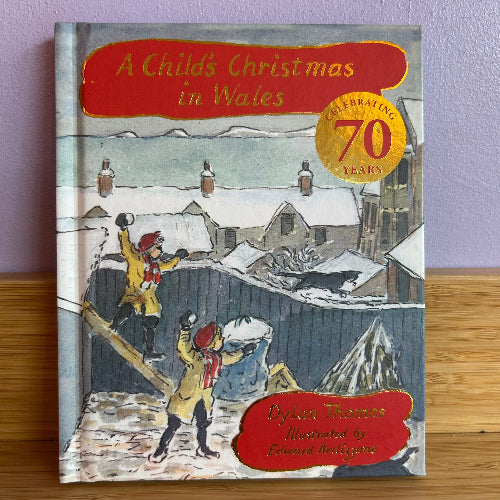 A Child's Christmas
in Wales
CELEBRATING
70
YEARS
Dylan Thomas
Illustrated by
Edward Ardizzone